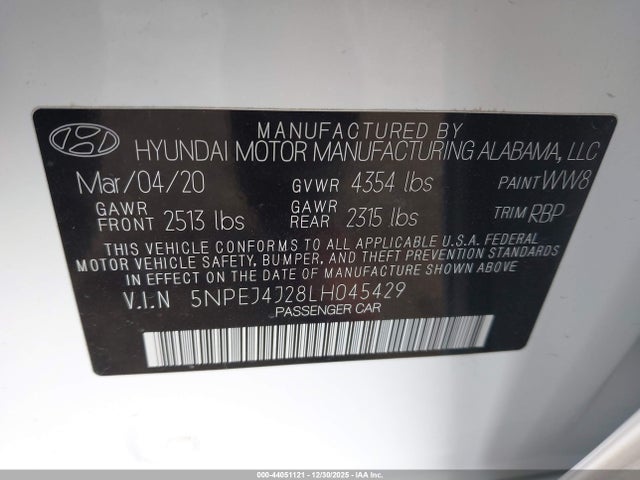 MANUFACTURED BY
HYUNDAI MOTOR MANUFACTURING ALABAMA, LLC
Mar/04/20 GVWR 4354 lbs PAINT WW8
GAWR FRONT 2513 lbs GAWR REAR 2315 lbs TRIM RBP
THIS VEHICLE CONFORMS TO ALL APPLICABLE U.S.A. FEDERAL
MOTOR VEHICLE SAFETY, BUMPER, AND THEFT PREVENTION STANDARDS
IN EFFECT ON THE DATE OF MANUFACTURE SHOWN ABOVE.
V.I.N 5NPEJ4J28LH045429
PASSENGER CAR
000-44051121 - 12/30/2025 - IAA Inc.